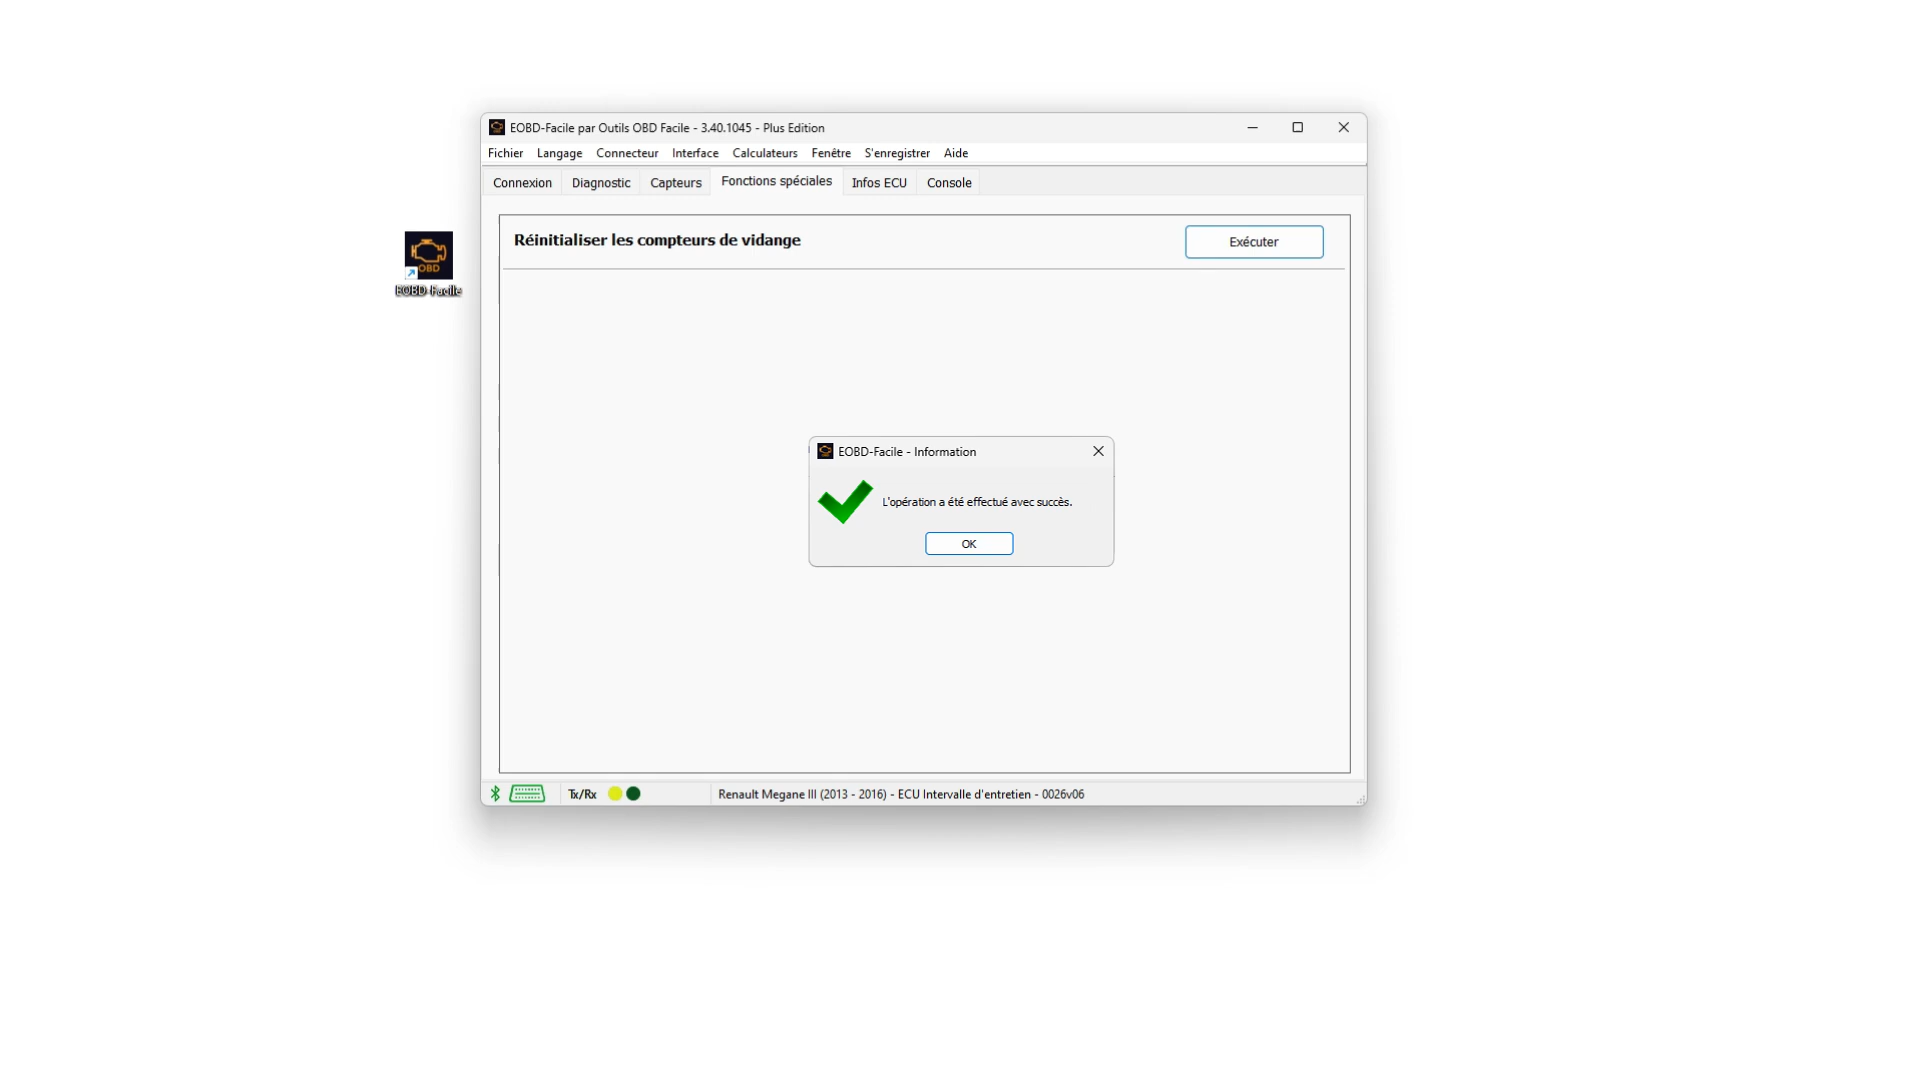 EOBD-Facile par Outils OBD Facile - 3.40.1045 - Plus Edition
Fichier Langage Connecteur Interface Calculateurs Fenêtre S'enregistrer Aide
Connexion Diagnostic Capteurs Fonctions spéciales Infos ECU Console
Réinitialiser les compteurs de vidange Exécuter
OBD
EOBD-Facile
EOBD-Facile - Information
L'opération a été effectué avec succès.
OK
Tx/Rx Renault Megane III (2013 - 2016) - ECU Intervalle d'entretien - 0026v06